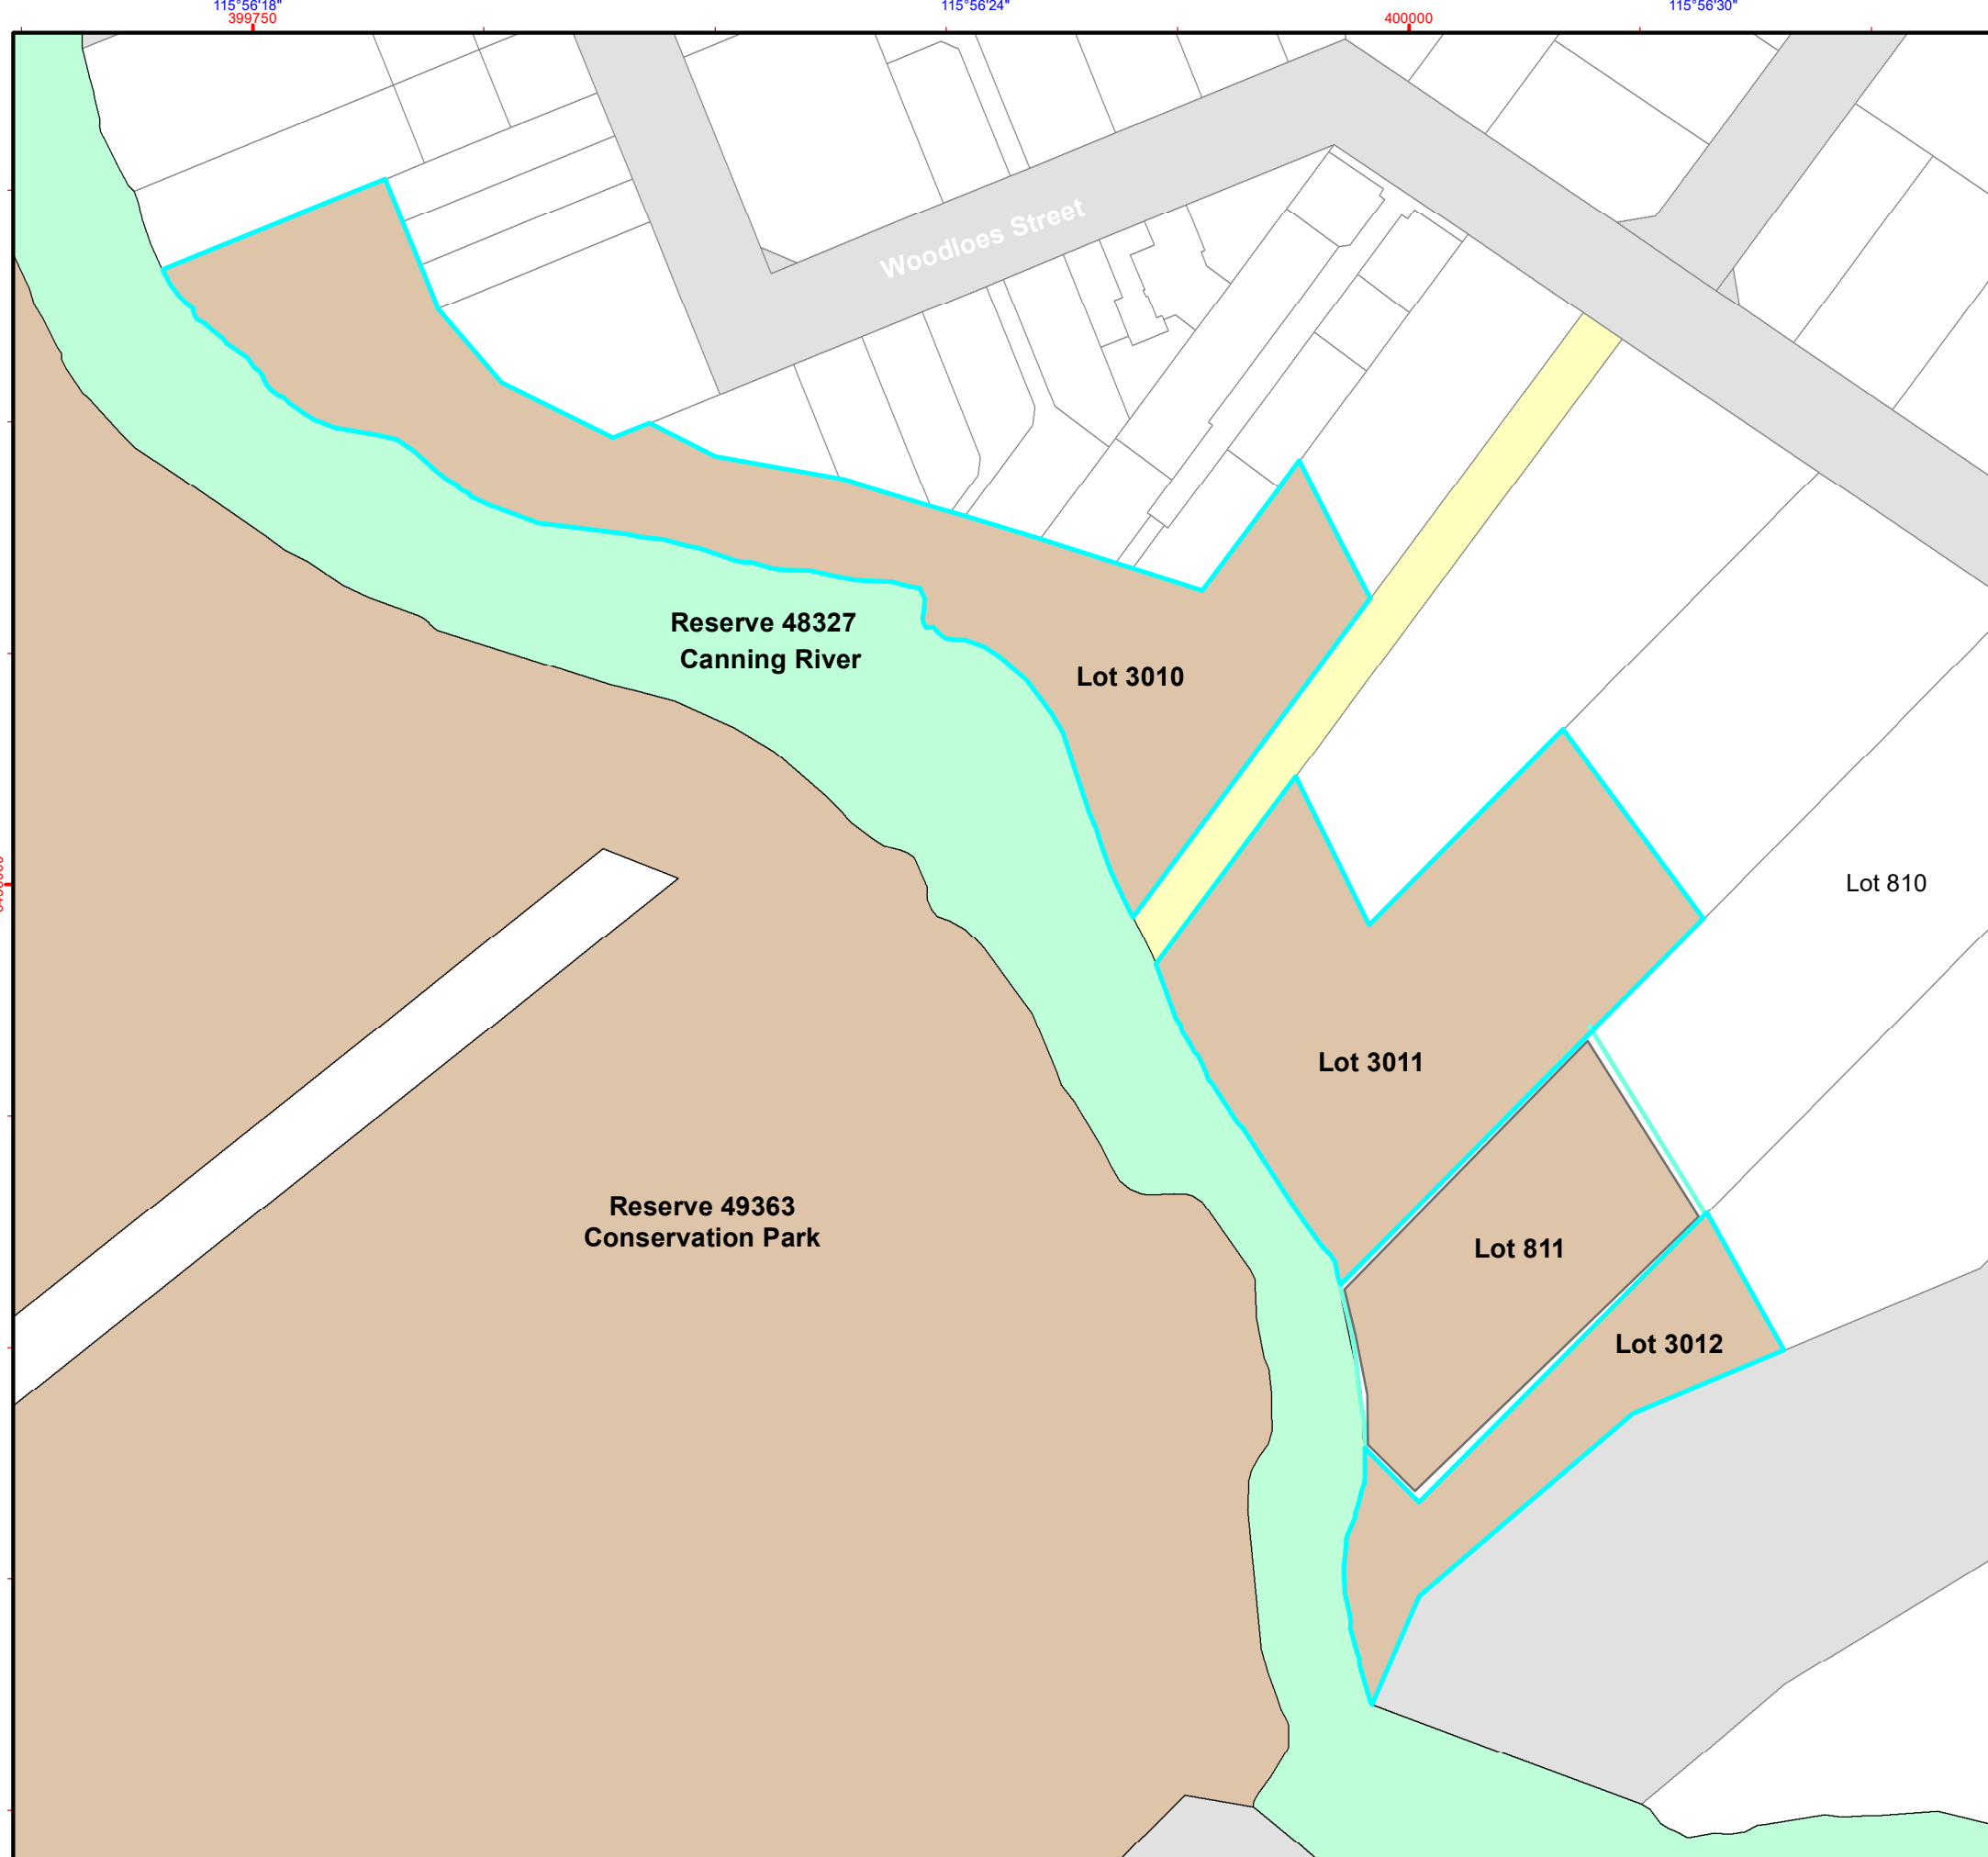 115°56'18"
115°56'24"
115°56'30"
399750
400000
Woodloes Street
Reserve 48327
Canning River
Lot 3010
Lot 810
Lot 3011
Reserve 49363
Conservation Park
Lot 811
Lot 3012